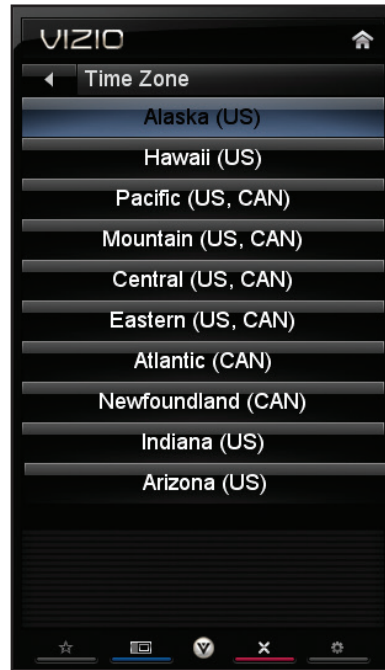 VIZIO
Time Zone
Alaska (US)
Hawaii (US)
Pacific (US, CAN)
Mountain (US, CAN)
Central (US, CAN)
Eastern (US, CAN)
Atlantic (CAN)
Newfoundland (CAN)
Indiana (US)
Arizona (US)
V